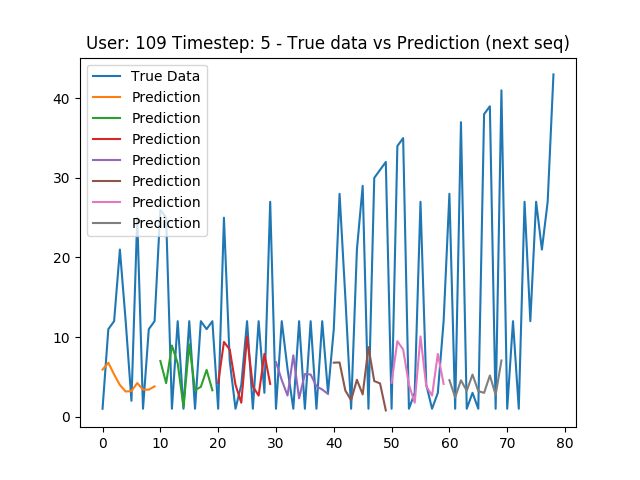 User: 109 Timestep: 5 - True data vs Prediction (next seq)
True Data
Prediction
Prediction
Prediction
Prediction
Prediction
Prediction
Prediction
40
30
20
10
0
0 10 20 30 40 50 60 70 80